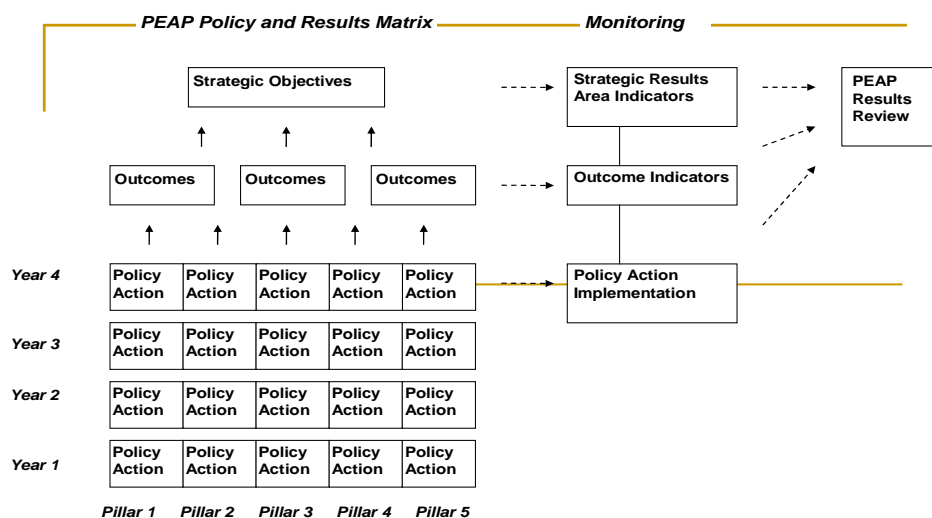 PEAP Policy and Results Matrix
Monitoring
Strategic Objectives
Strategic Results
Area Indicators
PEAP
Results
Review
Outcomes
Outcomes
Outcomes
Outcome Indicators
Year 4
Policy
Action
Policy
Action
Policy
Action
Policy
Action
Policy
Action
Policy Action
Implementation
Year 3
Policy
Action
Policy
Action
Policy
Action
Policy
Action
Policy
Action
Year 2
Policy
Action
Policy
Action
Policy
Action
Policy
Action
Policy
Action
Year 1
Policy
Action
Policy
Action
Policy
Action
Policy
Action
Policy
Action
Pillar 1
Pillar 2
Pillar 3
Pillar 4
Pillar 5